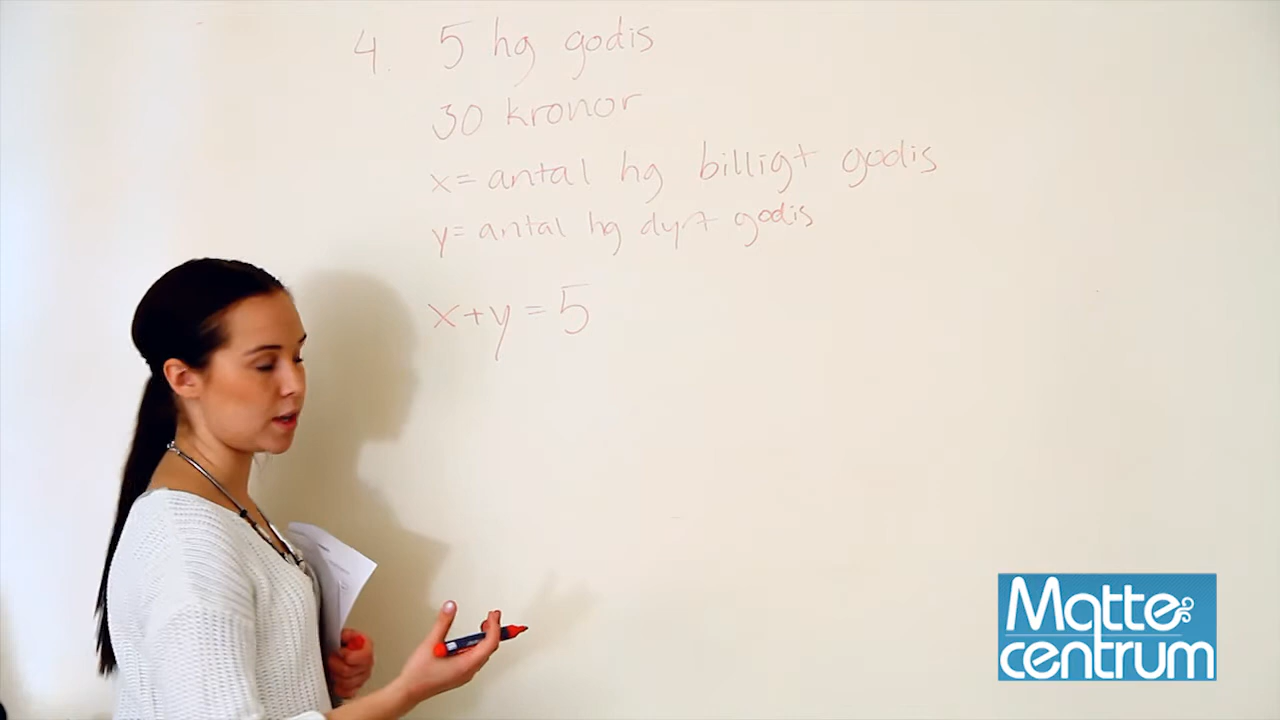 4. 5 hg godis
30 kronor
x= antal hg billigt godis
y= antal hg dyrt godis
x+y=5
Matte
centrum